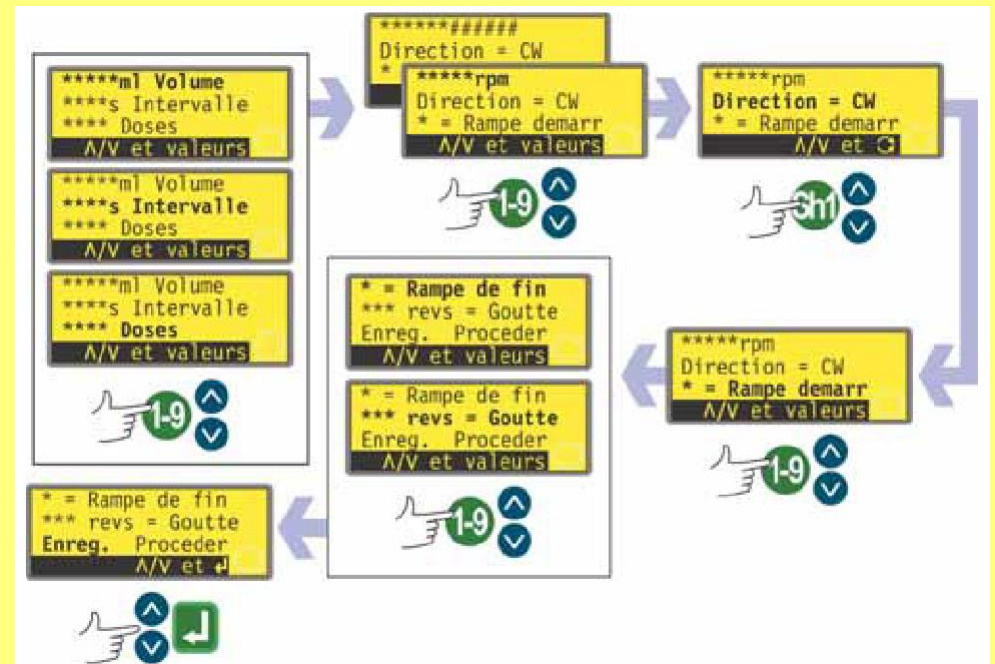 *****ml Volume
****s Intervalle
**** Doses
Λ/V et valeurs
*****ml Volume
****s Intervalle
**** Doses
Λ/V et valeurs
*****ml Volume
****s Intervalle
**** Doses
Λ/V et valeurs
1-9
******######
Direction = CW
*
*****rpm
Direction = CW
* = Rampe demarr
Λ/V et valeurs
1-9
*****rpm
Direction = CW
* = Rampe demarr
Λ/V et
Sh1
*****rpm
Direction = CW
* = Rampe demarr
Λ/V et valeurs
1-9
* = Rampe de fin
*** revs = Goutte
Enreg. Proceder
Λ/V et valeurs
* = Rampe de fin
*** revs = Goutte
Enreg. Proceder
Λ/V et valeurs
1-9
* = Rampe de fin
*** revs = Goutte
Enreg. Proceder
Λ/V et ↵